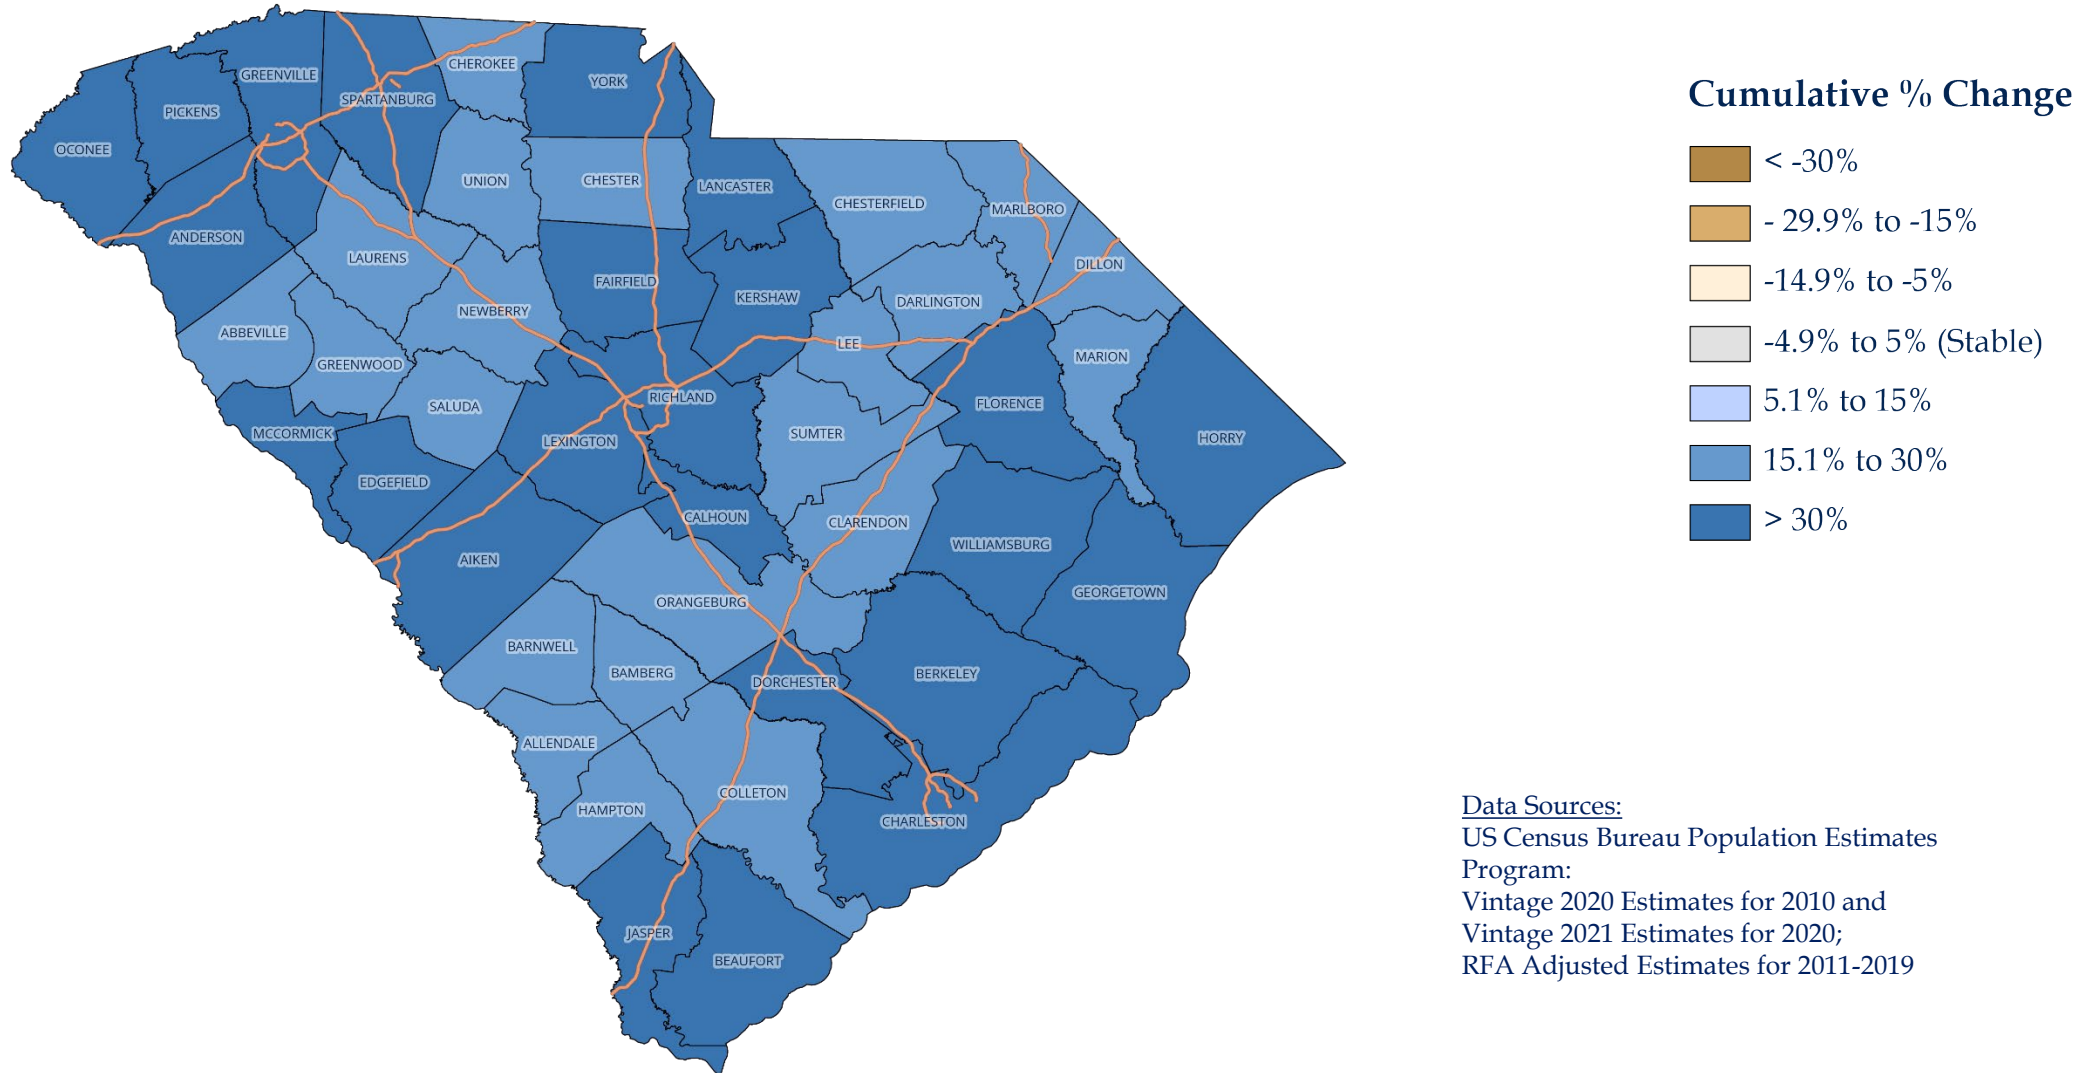 GREENVILLE
CHEROKEE
YORK
SPARTANBURG
PICKENS
OCONEE
UNION
CHESTER
LANCASTER
CHESTERFIELD
MARLBORO
ANDERSON
LAURENS
DILLON
FAIRFIELD
KERSHAW
DARLINGTON
NEWBERRY
ABBEVILLE
LEE
MARION
GREENWOOD
RICHLAND
SALUDA
FLORENCE
MCCORMICK
SUMTER
LEXINGTON
HORRY
EDGEFIELD
CALHOUN
CLARENDON
WILLIAMSBURG
AIKEN
GEORGETOWN
ORANGEBURG
BARNWELL
BAMBERG
BERKELEY
DORCHESTER
ALLENDALE
COLLETON
HAMPTON
CHARLESTON
JASPER
BEAUFORT
Cumulative % Change
< -30%
- 29.9% to -15%
-14.9% to -5%
-4.9% to 5% (Stable)
5.1% to 15%
15.1% to 30%
> 30%
Data Sources:
US Census Bureau Population Estimates
Program:
Vintage 2020 Estimates for 2010 and
Vintage 2021 Estimates for 2020;
RFA Adjusted Estimates for 2011-2019